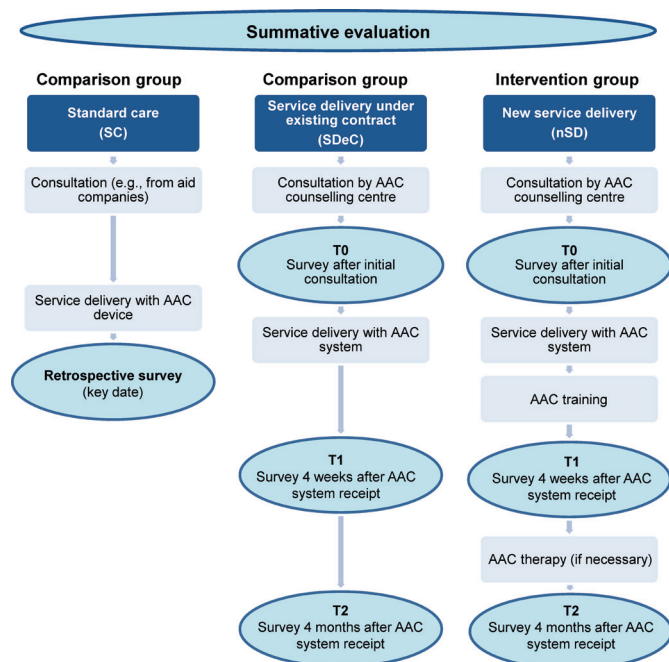 Summative evaluation
Comparison group
Standard care
(SC)
Consultation (e.g., from aid
companies)
Service delivery with AAC
device
Retrospective survey
(key date)
Comparison group
Service delivery under
existing contract
(SDeC)
Consultation by AAC
counselling centre
T0
Survey after initial
consultation
Service delivery with AAC
system
T1
Survey 4 weeks after AAC
system receipt
T2
Survey 4 months after AAC
system receipt
Intervention group
New service delivery
(nSD)
Consultation by AAC
counselling centre
T0
Survey after initial
consultation
Service delivery with AAC
system
AAC training
T1
Survey 4 weeks after AAC
system receipt
AAC therapy (if necessary)
T2
Survey 4 months after AAC
system receipt